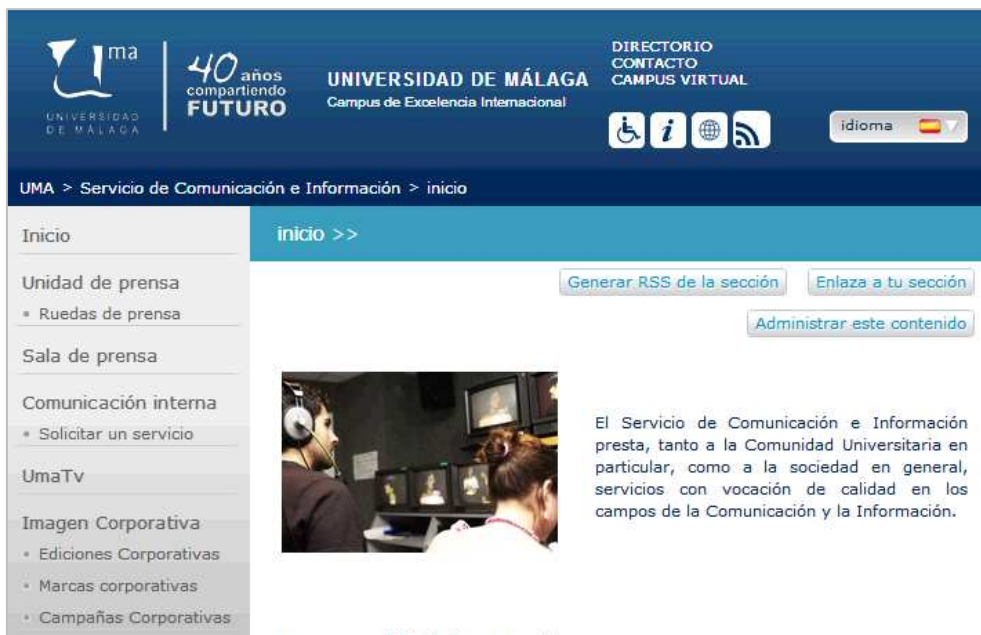 uma
UNIVERSIDAD
DE MÁLAGA
40 años
compartiendo
FUTURO
UNIVERSIDAD DE MÁLAGA
Campus de Excelencia Internacional
DIRECTORIO
CONTACTO
CAMPUS VIRTUAL
i
idioma
UMA > Servicio de Comunicación e Información > inicio
Inicio
Unidad de prensa
Ruedas de prensa
Sala de prensa
Comunicación interna
Solicitar un servicio
UmaTv
Imagen Corporativa
Ediciones Corporativas
Marcas corporativas
Campañas Corporativas
inicio >>
Generar RSS de la sección
Enlaza a tu sección
Administrar este contenido
El Servicio de Comunicación e Información
presta, tanto a la Comunidad Universitaria en
particular, como a la sociedad en general,
servicios con vocación de calidad en los
campos de la Comunicación y la Información.